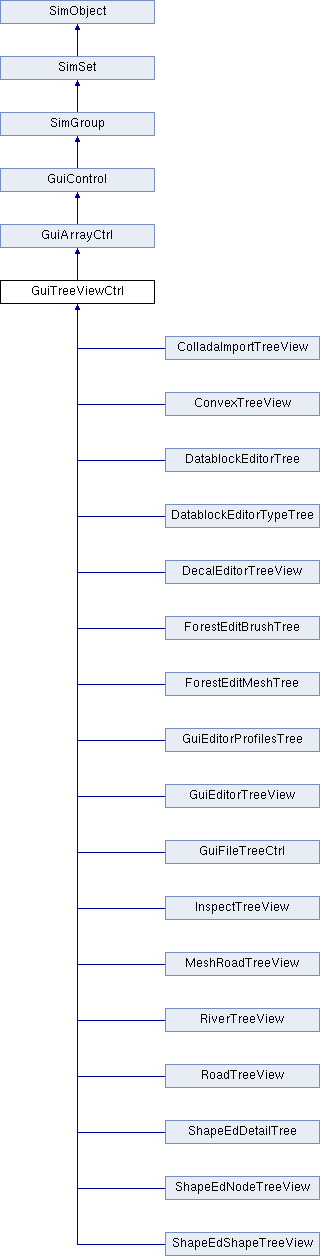 SimObject
SimSet
SimGroup
GuiControl
GuiArrayCtrl
GuiTreeViewCtrl
ColladaImportTreeView
ConvexTreeView
DatablockEditorTree
DatablockEditorTypeTree
DecalEditorTreeView
ForestEditBrushTree
ForestEditMeshTree
GuiEditorProfilesTree
GuiEditorTreeView
GuiFileTreeCtrl
InspectTreeView
MeshRoadTreeView
RiverTreeView
RoadTreeView
ShapeEdDetailTree
ShapeEdNodeTreeView
ShapeEdShapeTreeView